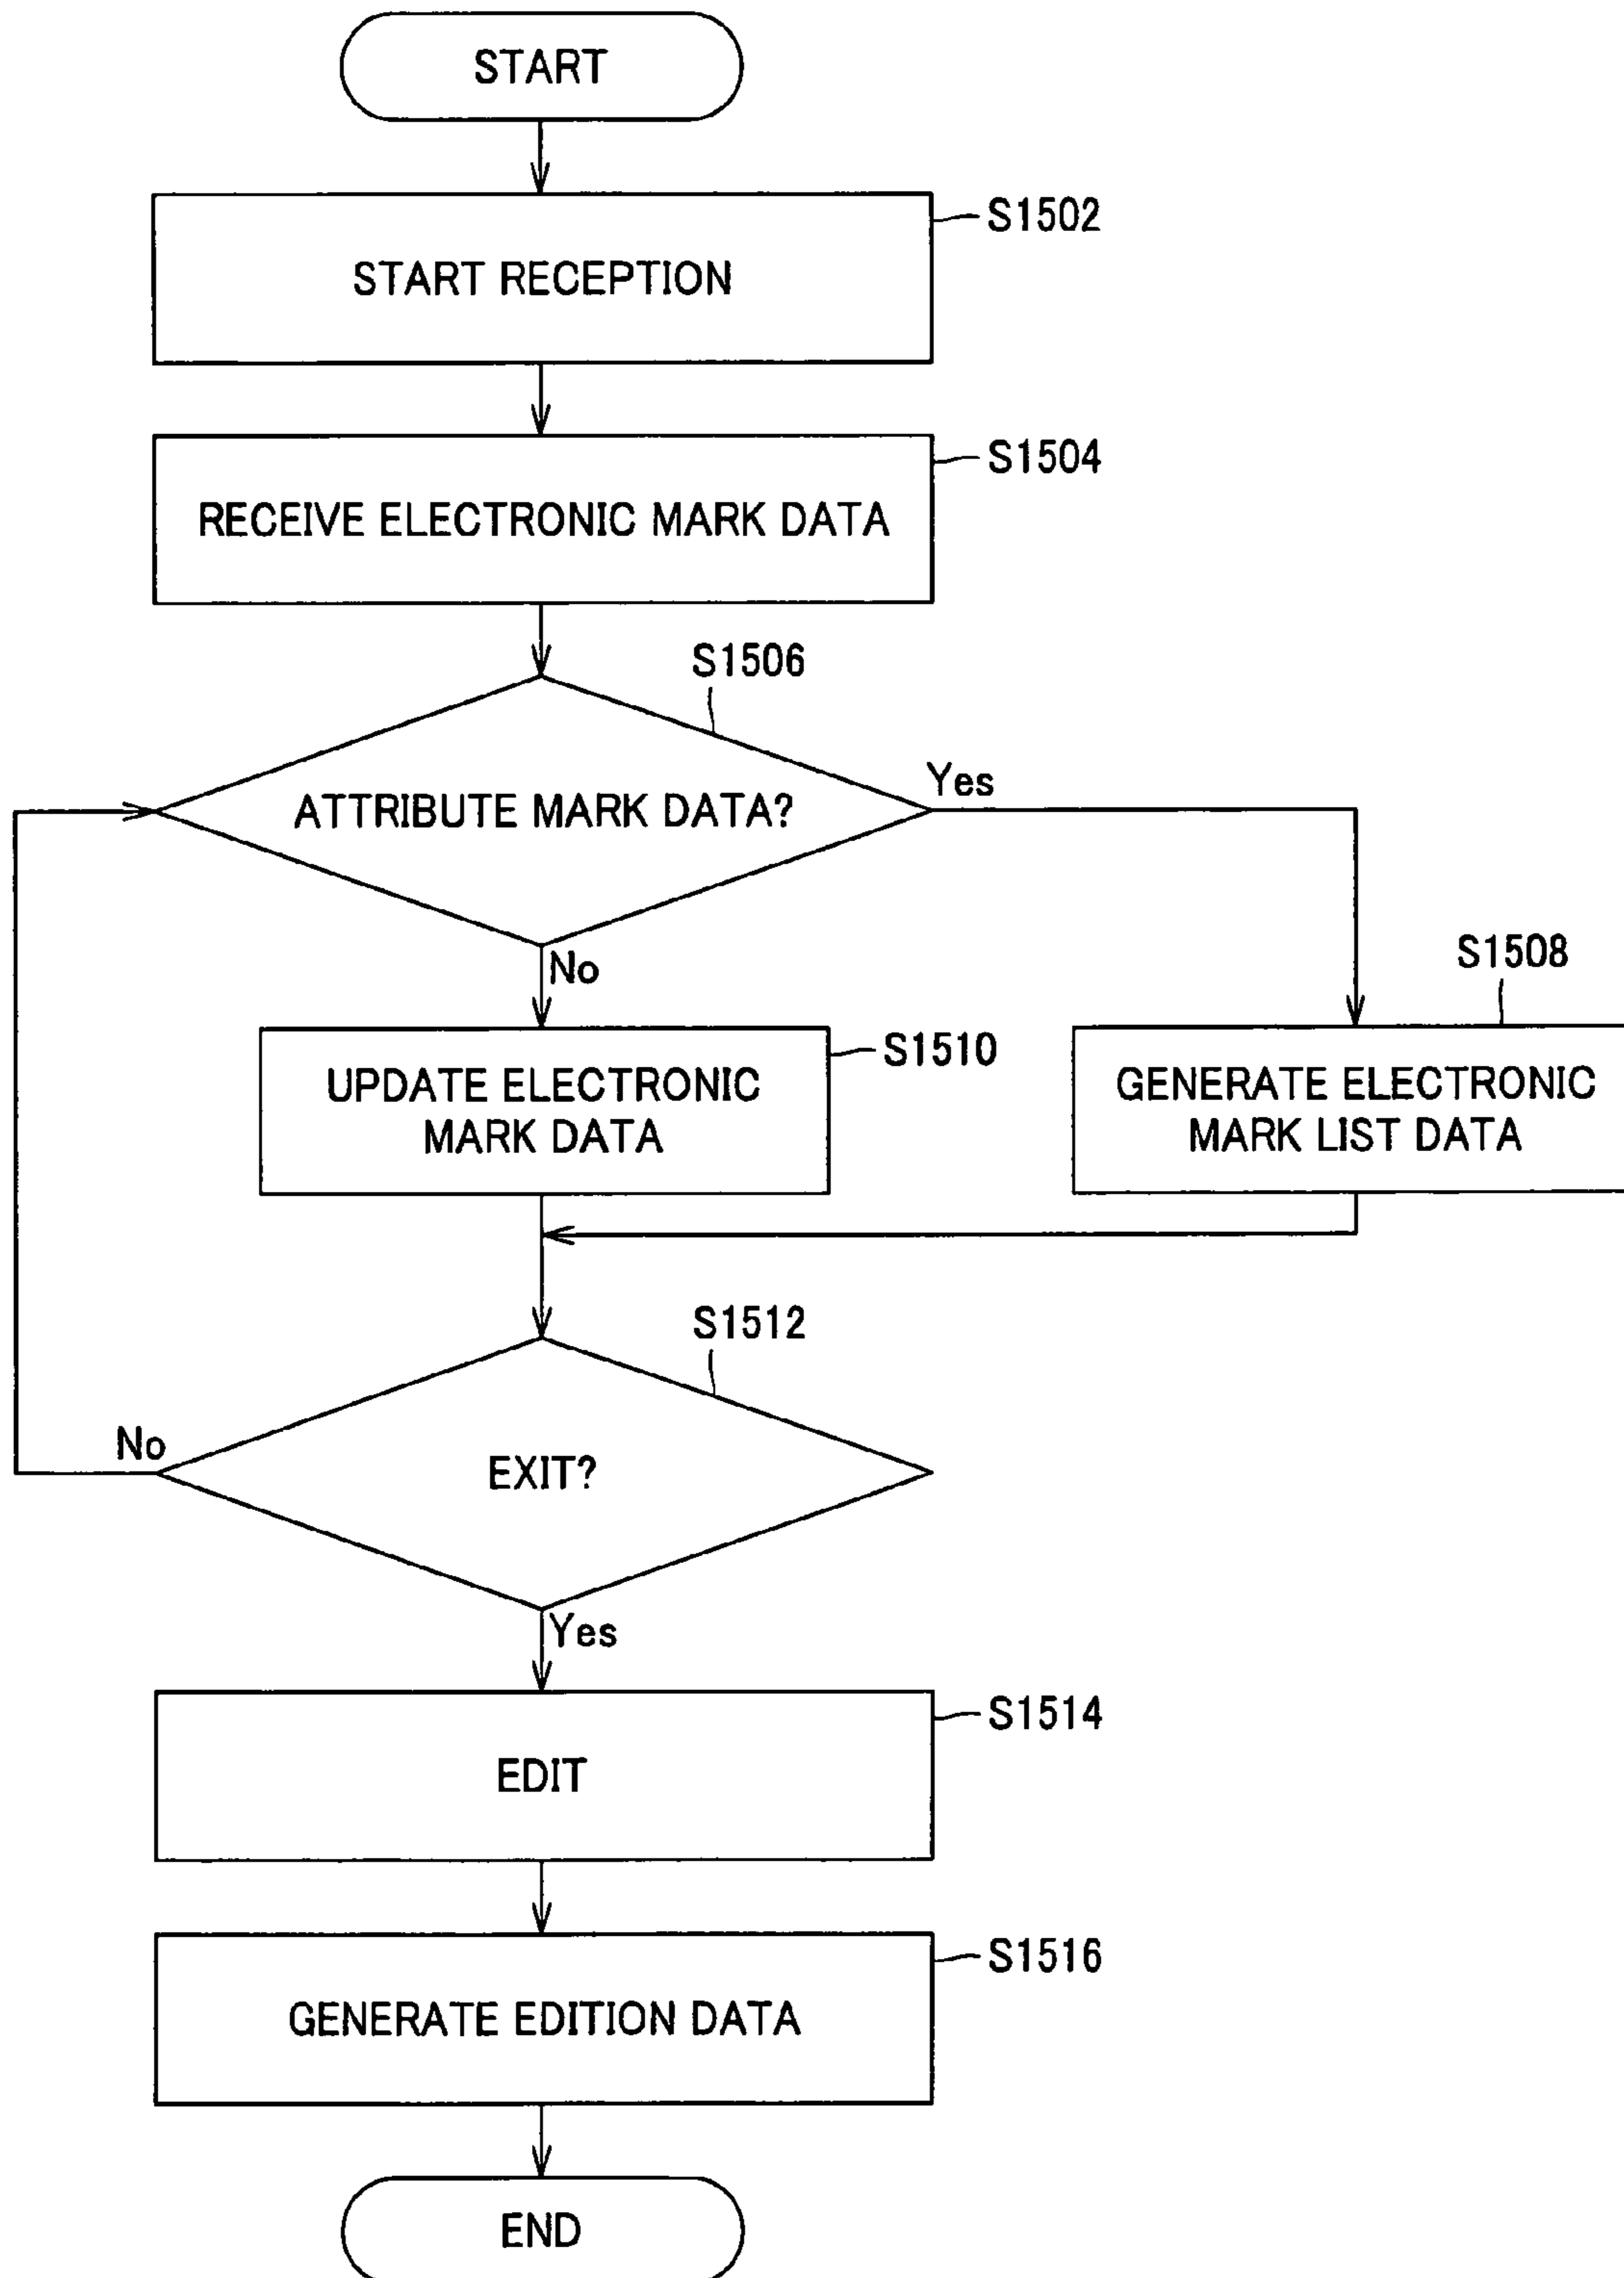 START
S1502
START RECEPTION
S1504
RECEIVE ELECTRONIC MARK DATA
S1506
ATTRIBUTE MARK DATA?
Yes
No
S1508
S1510
UPDATE ELECTRONIC
MARK DATA
GENERATE ELECTRONIC
MARK LIST DATA
S1512
No
EXIT?
Yes
S1514
EDIT
S1516
GENERATE EDITION DATA
END